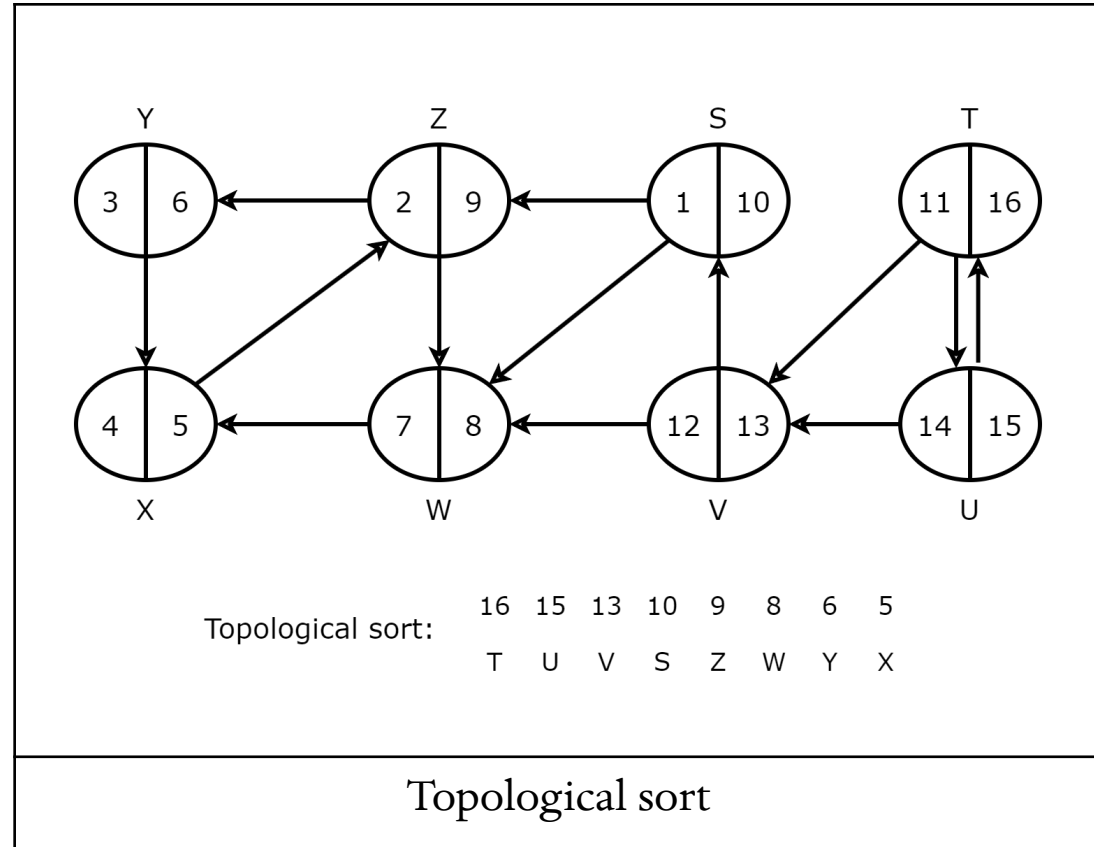 Y Z S T
3 6 2 9 1 10 11 16
4 5 7 8 12 13 14 15
X W V U
16 15 13 10 9 8 6 5
Topological sort:
T U V S Z W Y X
Topological sort